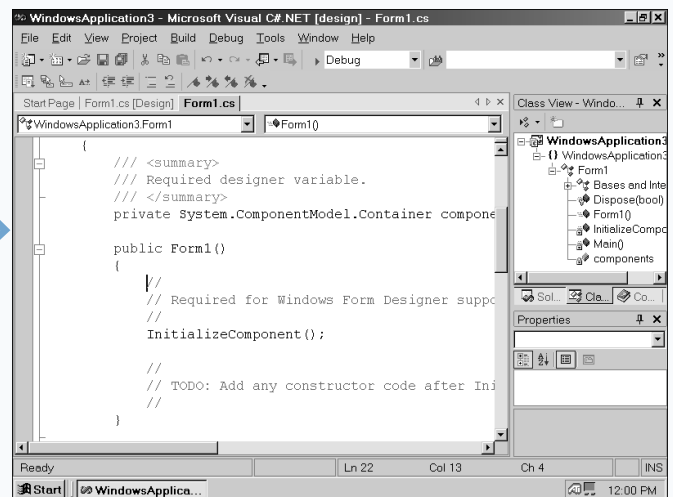 WindowsApplication3 - Microsoft Visual C#.NET [design] - Form1.cs
File Edit View Project Build Debug Tools Window Help
Debug
Start Page Form1.cs [Design] Form1.cs
WindowsApplication3.Form1
Form1()
{
/// <summary>
/// Required designer variable.
/// </summary>
private System.ComponentModel.Container compone
public Form1()
{
//
// Required for Windows Form Designer suppo
//
InitializeComponent();
//
// TODO: Add any constructor code after Ini
//
}
Class View - Windo...
WindowsApplication3
{} WindowsApplication3
Form1
Bases and Inte
Dispose(bool)
Form1()
InitializeCompo
Main()
components
Sol... Cla... Co...
Properties
Ready Ln 22 Col 13 Ch 4 INS
Start WindowsApplica... 12:00 PM